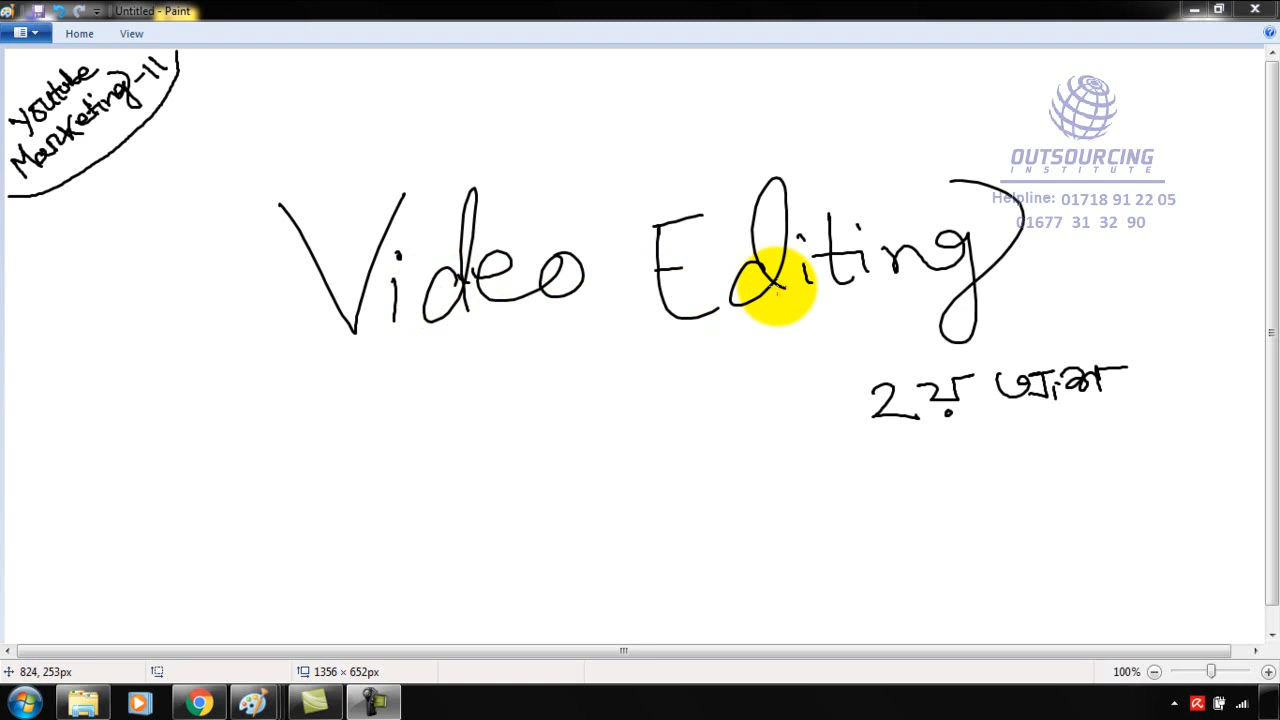 Untitled - Paint
Home View
Youtube
Marketing-11
OUTSOURCING
INSTITUTE
Helpline: 01718 91 22 05
01677 31 32 90
Video Editing
824, 253px
1356 × 652px
100%